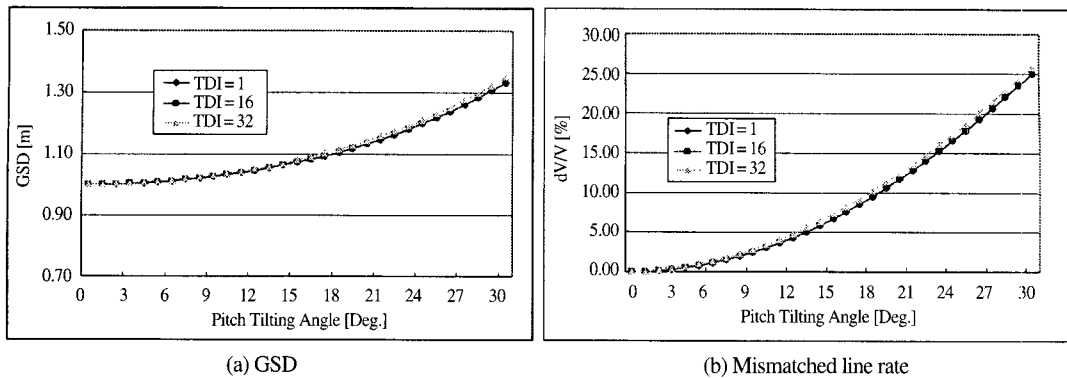 1.50
1.30
1.10
0.90
0.70
GSD [m]
TDI = 1
TDI = 16
TDI = 32
0 3 6 9 12 15 18 21 24 27 30
Pitch Tilting Angle [Deg.]
(a) GSD
30.00
25.00
20.00
15.00
10.00
5.00
0.00
dV/V [%]
TDI = 1
TDI = 16
TDI = 32
0 3 6 9 12 15 18 21 24 27 30
Pitch Tilting Angle [Deg.]
(b) Mismatched line rate